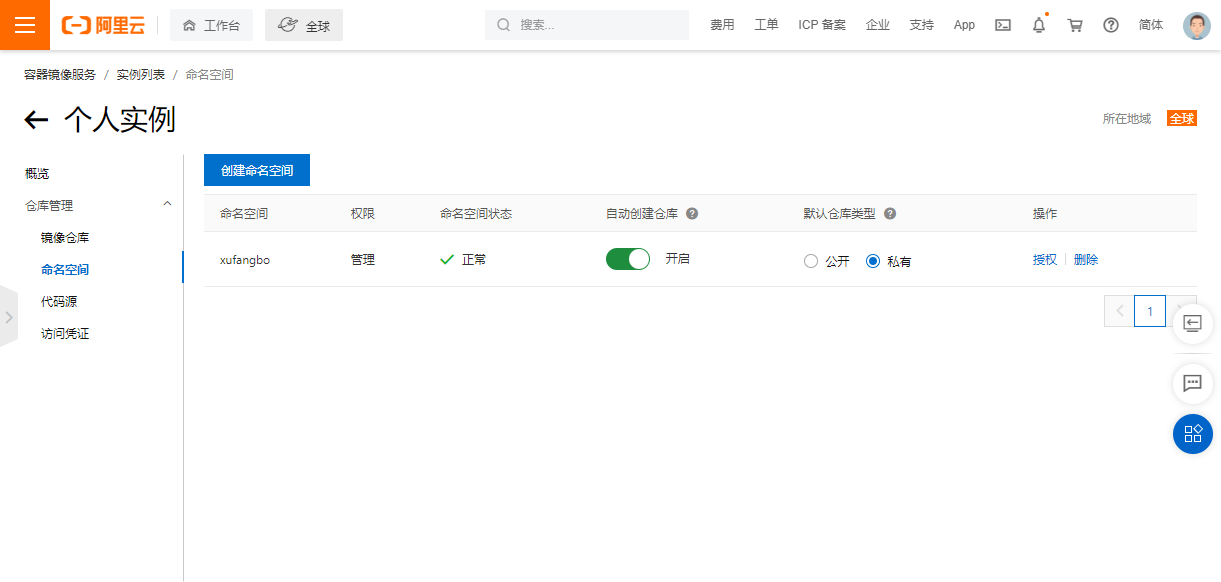 阿里云 工作台 全球 搜索... 费用 工单 ICP 备案 企业 支持 App 简体
容器镜像服务 / 实例列表 / 命名空间
个人实例 所在地域 全球
概览
仓库管理
镜像仓库
命名空间
代码源
访问凭证
创建命名空间
命名空间 权限 命名空间状态 自动创建仓库 默认仓库类型 操作
xufangbo 管理 正常 开启 公开 私有 授权 删除
1